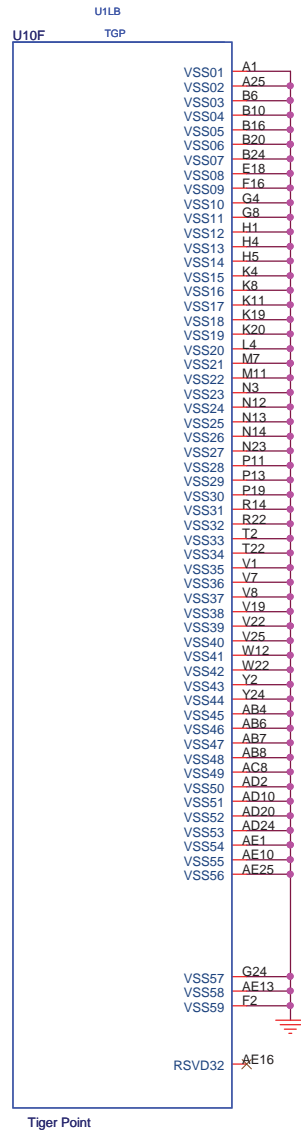 U1LB
U10F TGP
VSS01 A1
VSS02 A25
VSS03 B6
VSS04 B10
VSS05 B16
VSS06 B20
VSS07 B24
VSS08 E18
VSS09 F16
VSS10 G4
VSS11 G8
VSS12 H1
VSS13 H4
VSS14 H5
VSS15 K4
VSS16 K8
VSS17 K11
VSS18 K19
VSS19 K20
VSS20 L4
VSS21 M7
VSS22 M11
VSS23 N3
VSS24 N12
VSS25 N13
VSS26 N14
VSS27 N23
VSS28 P11
VSS29 P13
VSS30 P19
VSS31 R14
VSS32 R22
VSS33 T2
VSS34 T22
VSS35 V1
VSS36 V7
VSS37 V8
VSS38 V19
VSS39 V22
VSS40 V25
VSS41 W12
VSS42 W22
VSS43 Y2
VSS44 Y24
VSS45 AB4
VSS46 AB6
VSS47 AB7
VSS48 AB8
VSS49 AC8
VSS50 AD2
VSS51 AD10
VSS52 AD20
VSS53 AD24
VSS54 AE1
VSS55 AE10
VSS56 AE25
VSS57 G24
VSS58 AE13
VSS59 F2
RSVD32 AE16
Tiger Point